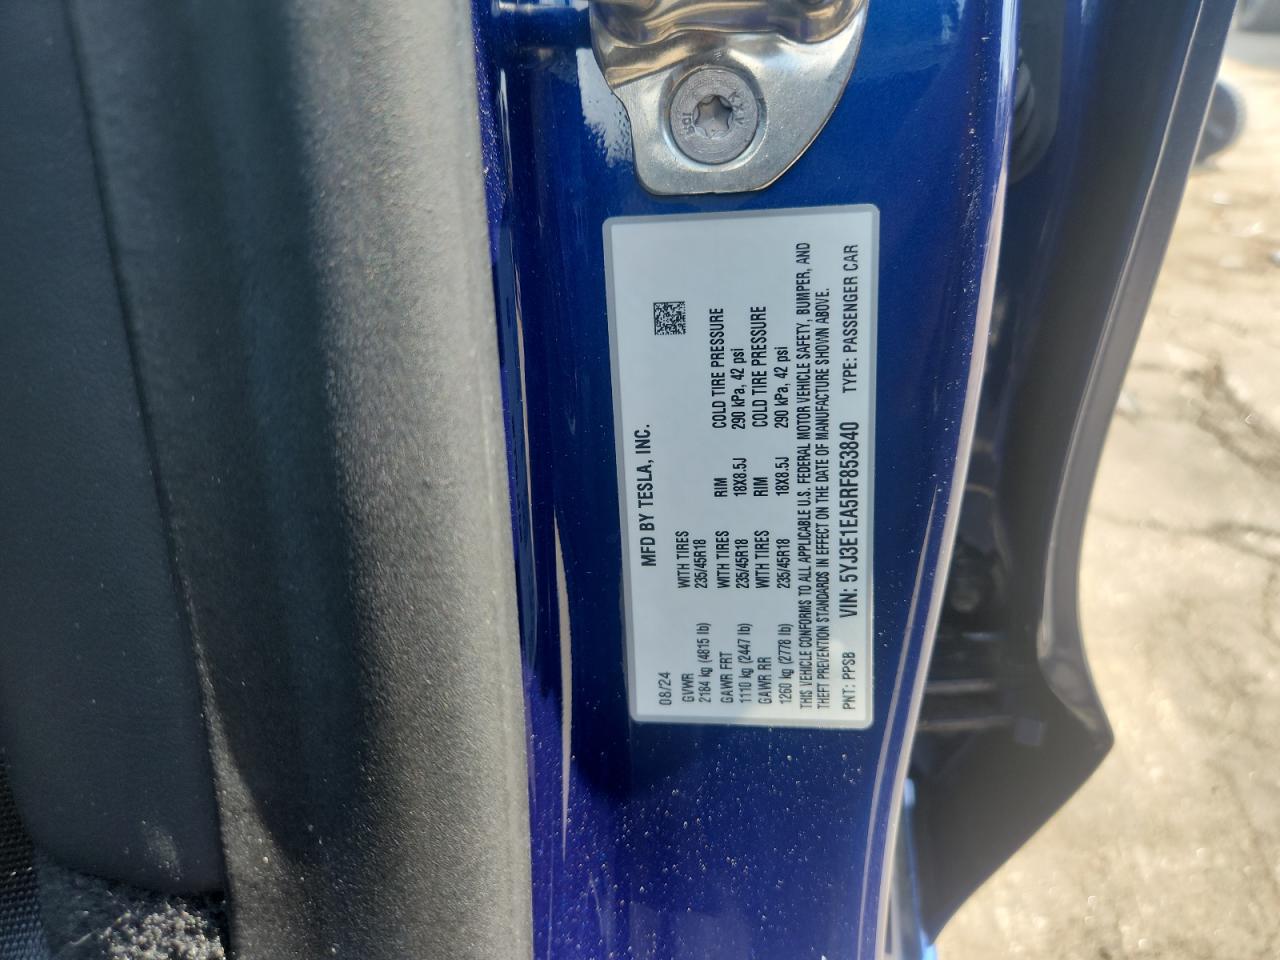 MFD BY TESLA, INC.
08/24
GVWR WITH TIRES
2184 kg (4815 lb) 235/45R18
GAWR FRT WITH TIRES RIM COLD TIRE PRESSURE
1110 kg (2447 lb) 235/45R18 18X8.5J 290 kPa, 42 psi
GAWR RR WITH TIRES RIM COLD TIRE PRESSURE
1260 kg (2778 lb) 235/45R18 18X8.5J 290 kPa, 42 psi
THIS VEHICLE CONFORMS TO ALL APPLICABLE U.S. FEDERAL MOTOR VEHICLE SAFETY, BUMPER, AND
THEFT PREVENTION STANDARDS IN EFFECT ON THE DATE OF MANUFACTURE SHOWN ABOVE.
PNT: PPSB VIN: 5YJ3E1EA5RF853840 TYPE: PASSENGER CAR